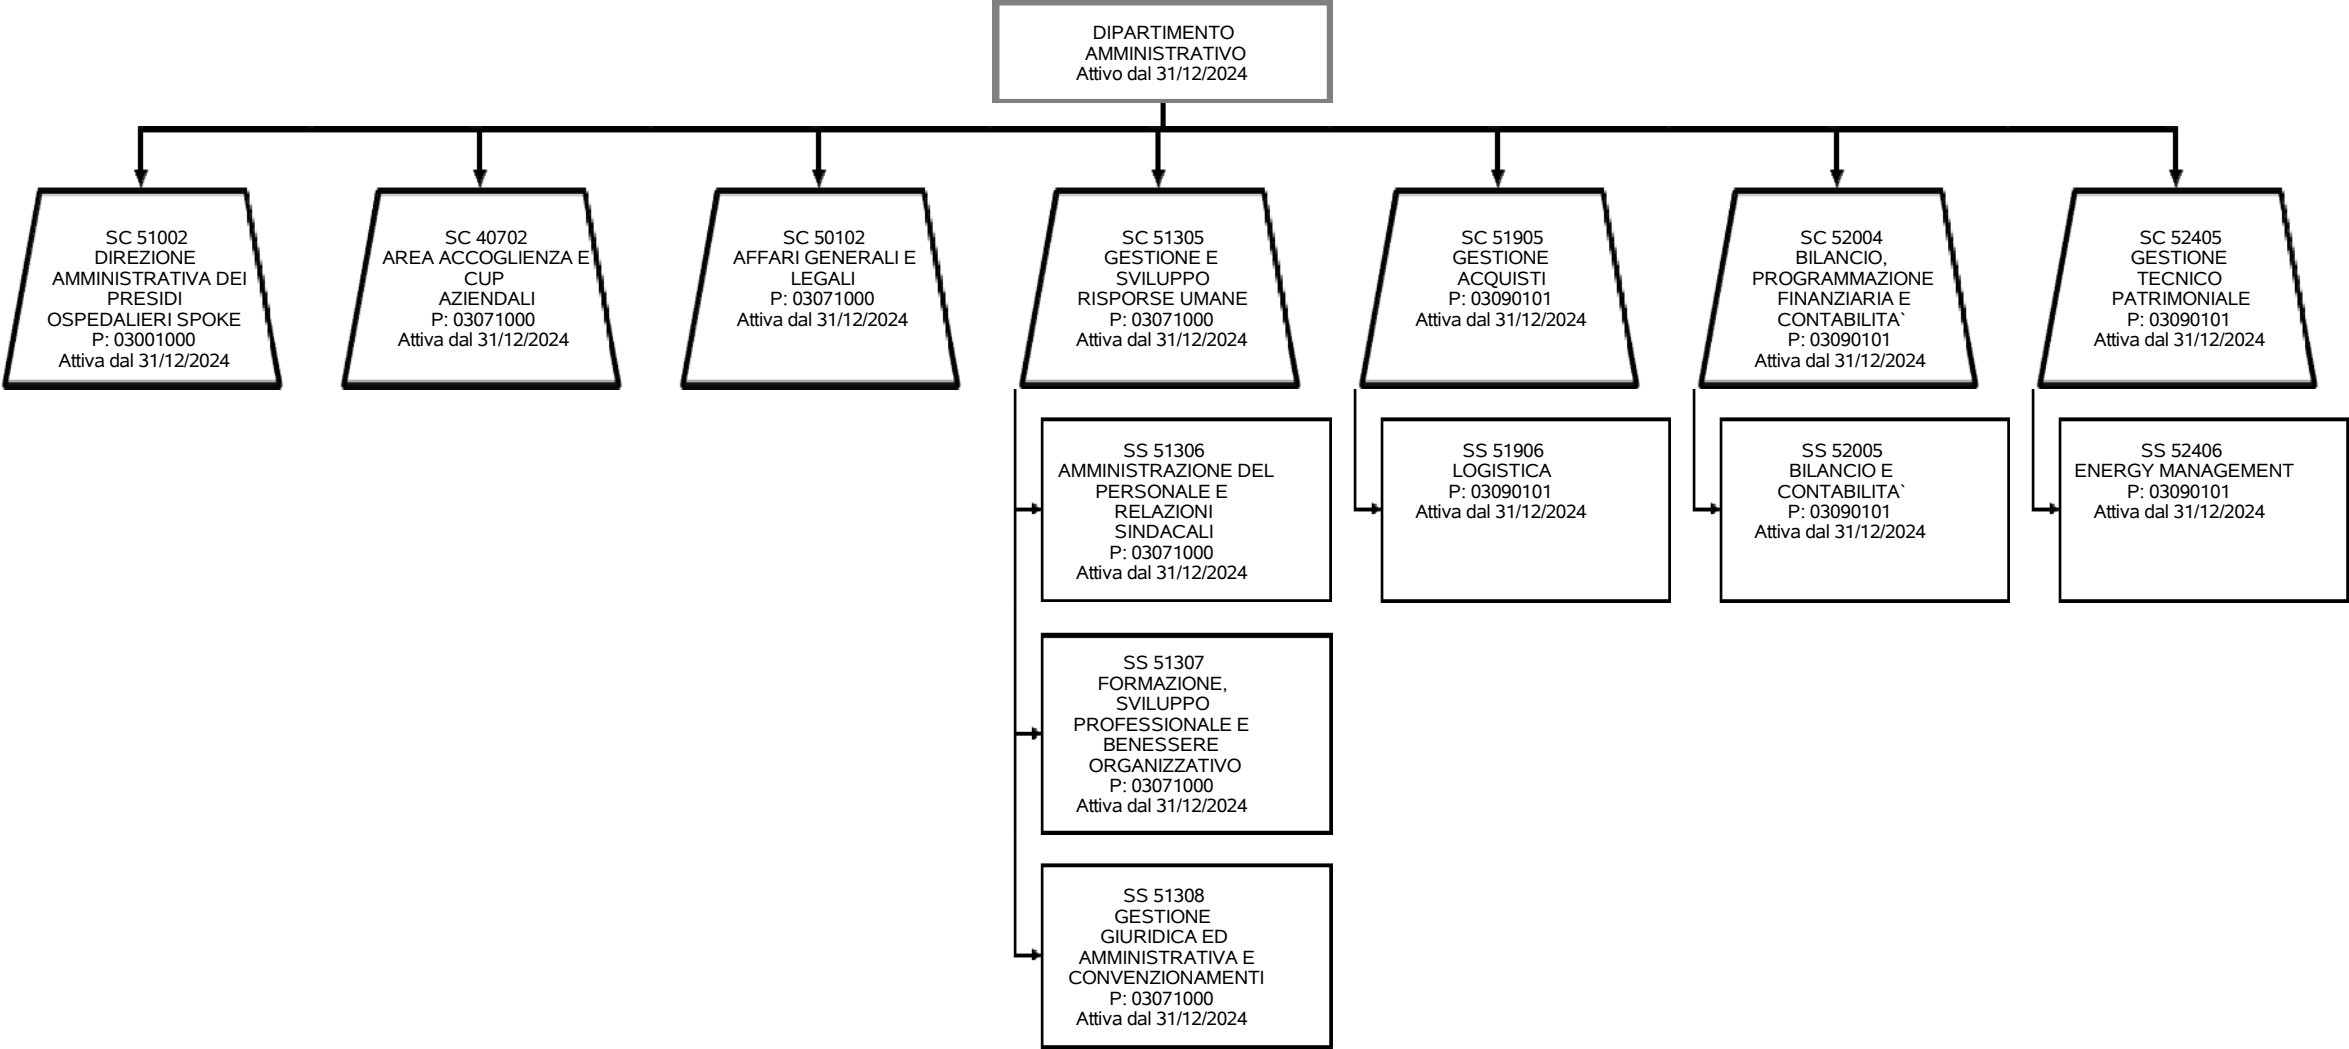 DIPARTIMENTO
AMMINISTRATIVO
Attivo dal 31/12/2024
SC 51002
DIREZIONE
AMMINISTRATIVA DEI
PRESIDI
OSPEDALIERI SPOKE
P: 03001000
Attiva dal 31/12/2024
SC 40702
AREA ACCOGLIENZA E
CUP
AZIENDALI
P: 03071000
Attiva dal 31/12/2024
SC 50102
AFFARI GENERALI E
LEGALI
P: 03071000
Attiva dal 31/12/2024
SC 51305
GESTIONE E
SVILUPPO
RISPORSE UMANE
P: 03071000
Attiva dal 31/12/2024
SC 51905
GESTIONE
ACQUISTI
P: 03090101
Attiva dal 31/12/2024
SC 52004
BILANCIO,
PROGRAMMAZIONE
FINANZIARIA E
CONTABILITA`
P: 03090101
Attiva dal 31/12/2024
SC 52405
GESTIONE
TECNICO
PATRIMONIALE
P: 03090101
Attiva dal 31/12/2024
SS 51306
AMMINISTRAZIONE DEL
PERSONALE E
RELAZIONI
SINDACALI
P: 03071000
Attiva dal 31/12/2024
SS 51906
LOGISTICA
P: 03090101
Attiva dal 31/12/2024
SS 52005
BILANCIO E
CONTABILITA`
P: 03090101
Attiva dal 31/12/2024
SS 52406
ENERGY MANAGEMENT
P: 03090101
Attiva dal 31/12/2024
SS 51307
FORMAZIONE,
SVILUPPO
PROFESSIONALE E
BENESSERE
ORGANIZZATIVO
P: 03071000
Attiva dal 31/12/2024
SS 51308
GESTIONE
GIURIDICA ED
AMMINISTRATIVA E
CONVENZIONAMENTI
P: 03071000
Attiva dal 31/12/2024